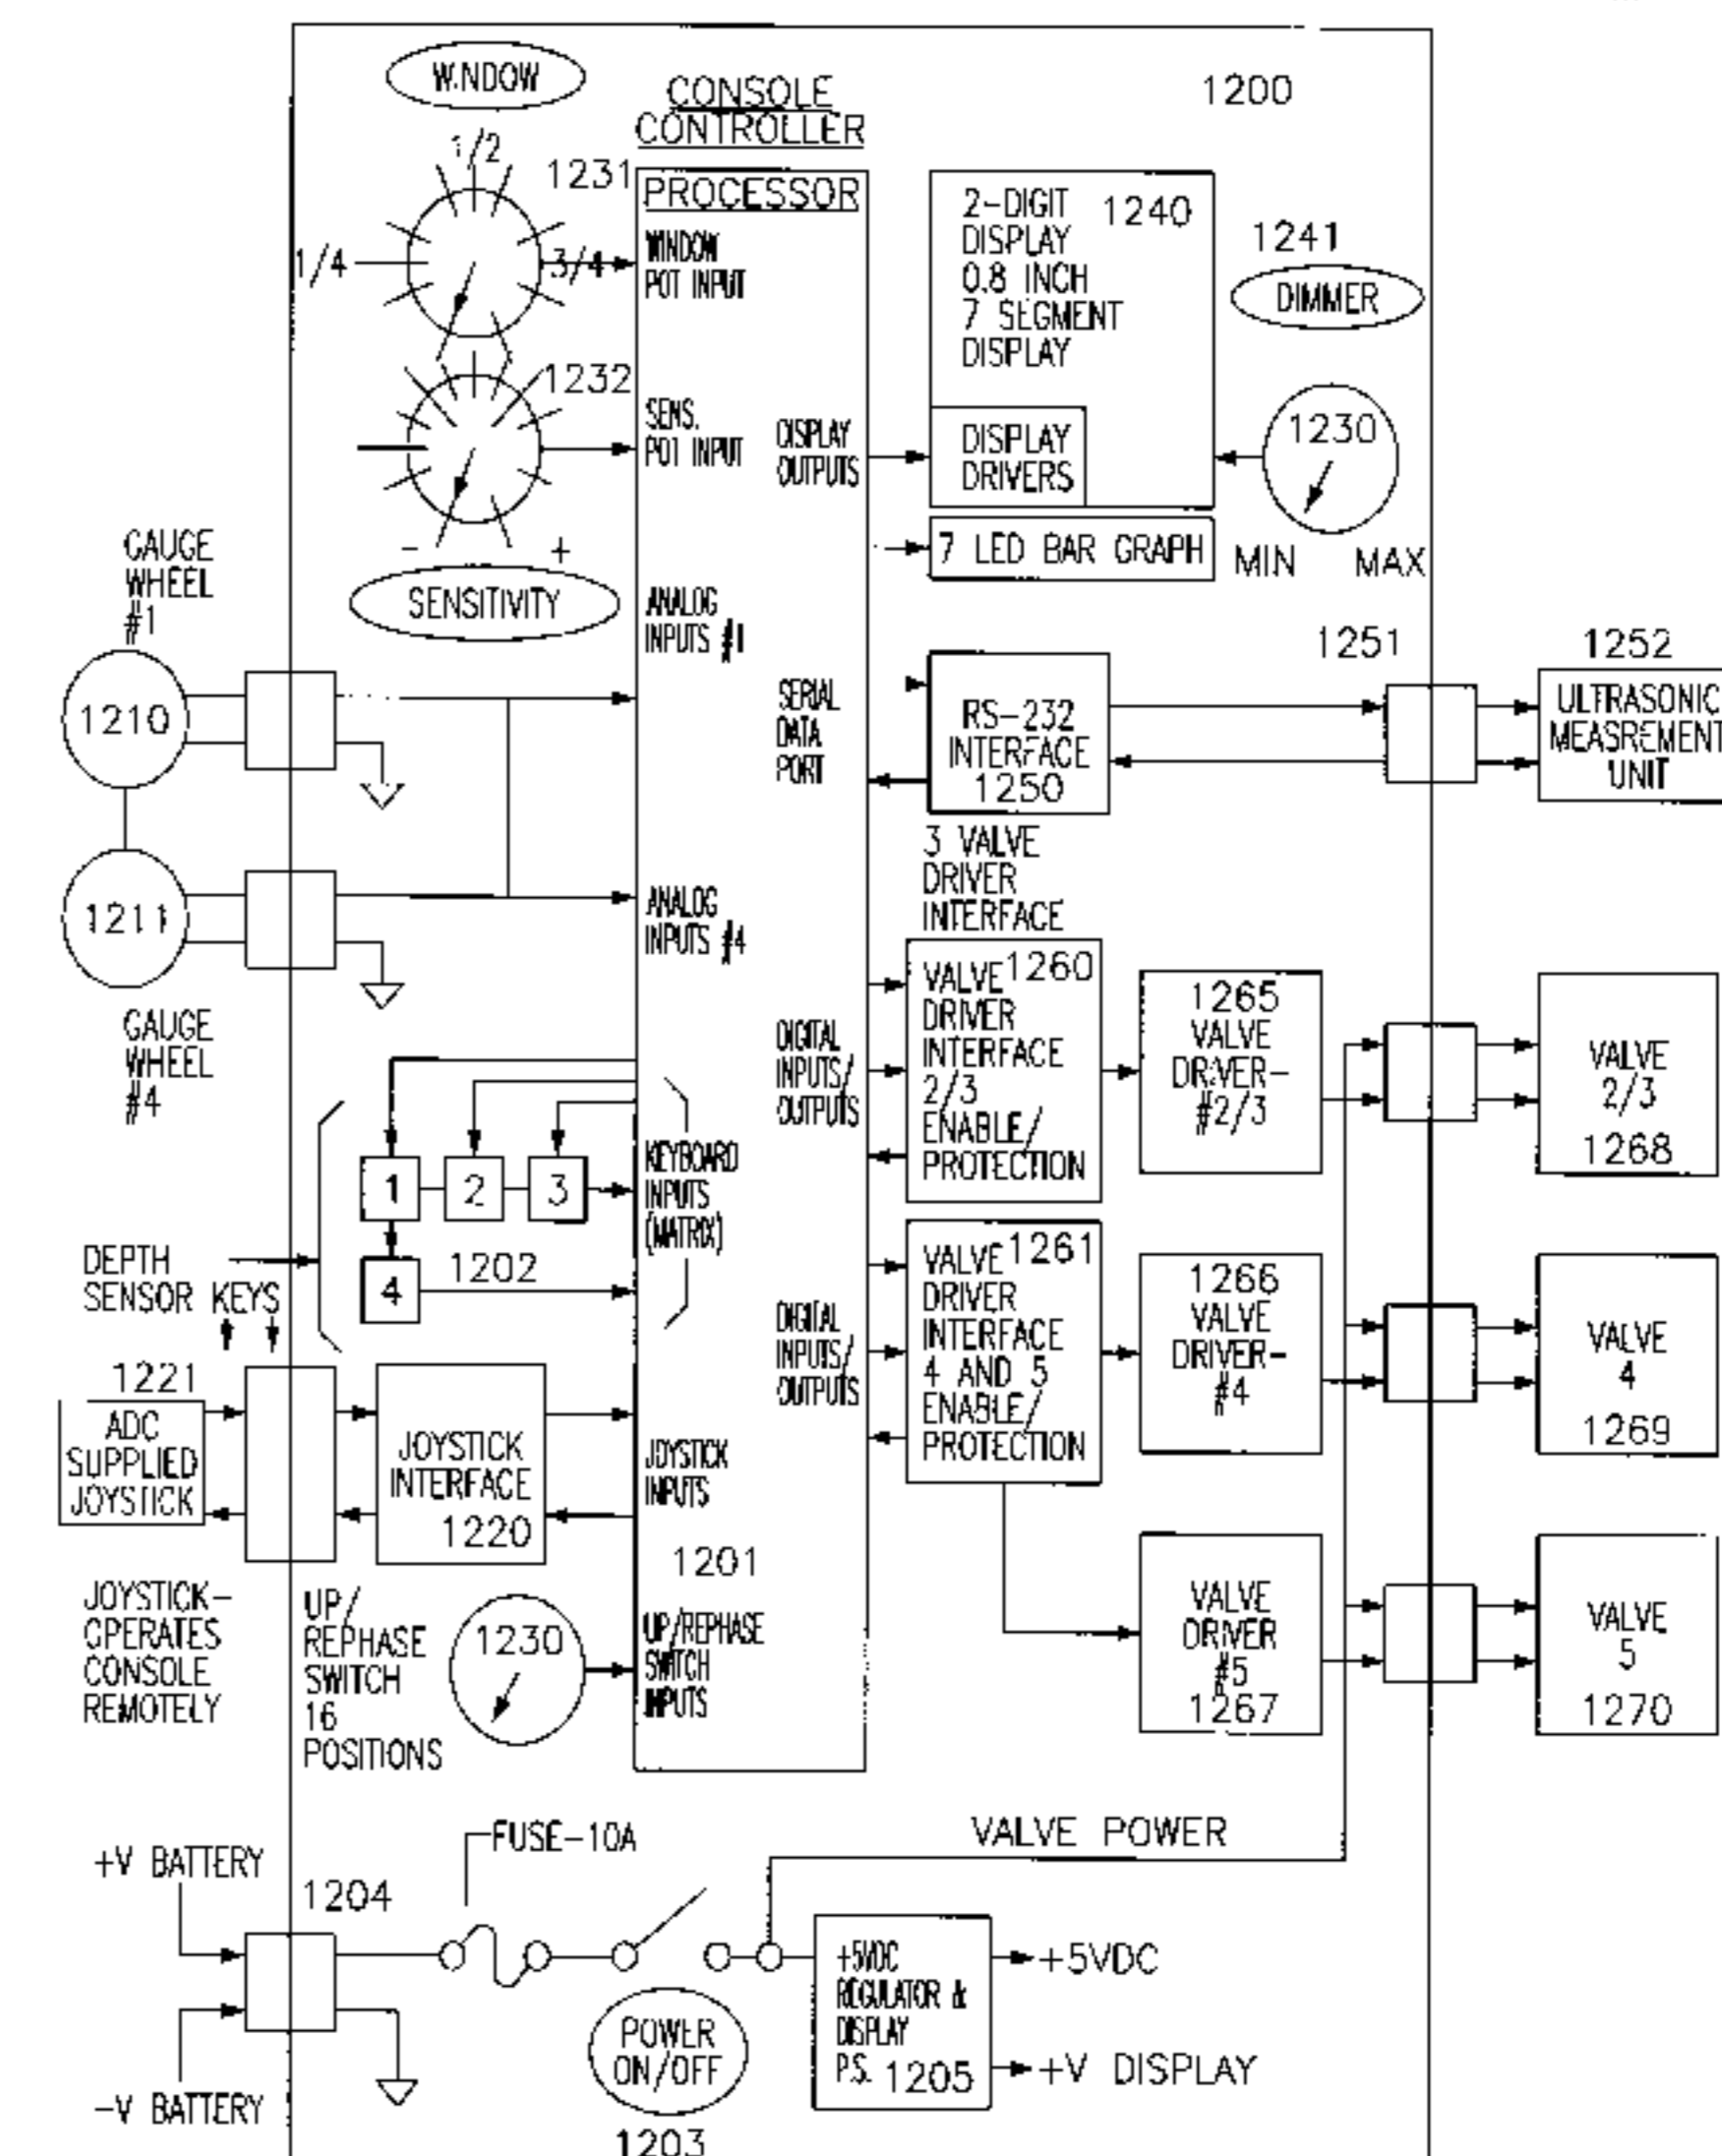 W.NDOW
CONSOLE
CONTROLLER
1200
1/2
1231
1/4
3/4
PROCESSOR
WINDOW
POT INPUT
2-DIGIT
DISPLAY
0.8 INCH
7 SEGMENT
DISPLAY
1240
1241
DIMMER
1232
SENS.
POT INPUT
DISPLAY
OUTPUTS
DISPLAY
DRIVERS
1230
- +
SENSITIVITY
7 LED BAR GRAPH
MIN MAX
GAUGE
WHEEL
#1
1210
ANALOG
INPUTS #1
SERIAL
DATA
PORT
RS-232
INTERFACE
1250
1251
1252
ULTRASONIC
MEASREMENT
UNIT
1211
GAUGE
WHEEL
#4
ANALOG
INPUTS #4
3 VALVE
DRIVER
INTERFACE
DIGITAL
INPUTS/
OUTPUTS
VALVE 1260
DRIVER
INTERFACE
2/3
ENABLE/
PROTECTION
1265
VALVE
DRIVER-
#2/3
VALVE
2/3
1268
1 2 3
4
1202
KEYBOARD
INPUTS
(MATRIX)
DEPTH
SENSOR KEYS
DIGITAL
INPUTS/
OUTPUTS
VALVE 1261
DRIVER
INTERFACE
4 AND 5
ENABLE/
PROTECTION
1266
VALVE
DRIVER-
#4
VALVE
4
1269
1221
ADC
SUPPLIED
JOYSTICK
JOYSTICK
INTERFACE
1220
JOYSTICK
INPUTS
1201
JOYSTICK-
OPERATES
CONSOLE
REMOTELY
UP/
REPHASE
SWITCH
16
POSITIONS
1230
UP/REPHASE
SWITCH
INPUTS
VALVE
DRIVER
#5
1267
VALVE
5
1270
+V BATTERY
1204
FUSE-10A
VALVE POWER
-V BATTERY
POWER
ON/OFF
1203
+5VDC
REGULATOR &
DISPLAY
P.S. 1205
+5VDC
+V DISPLAY